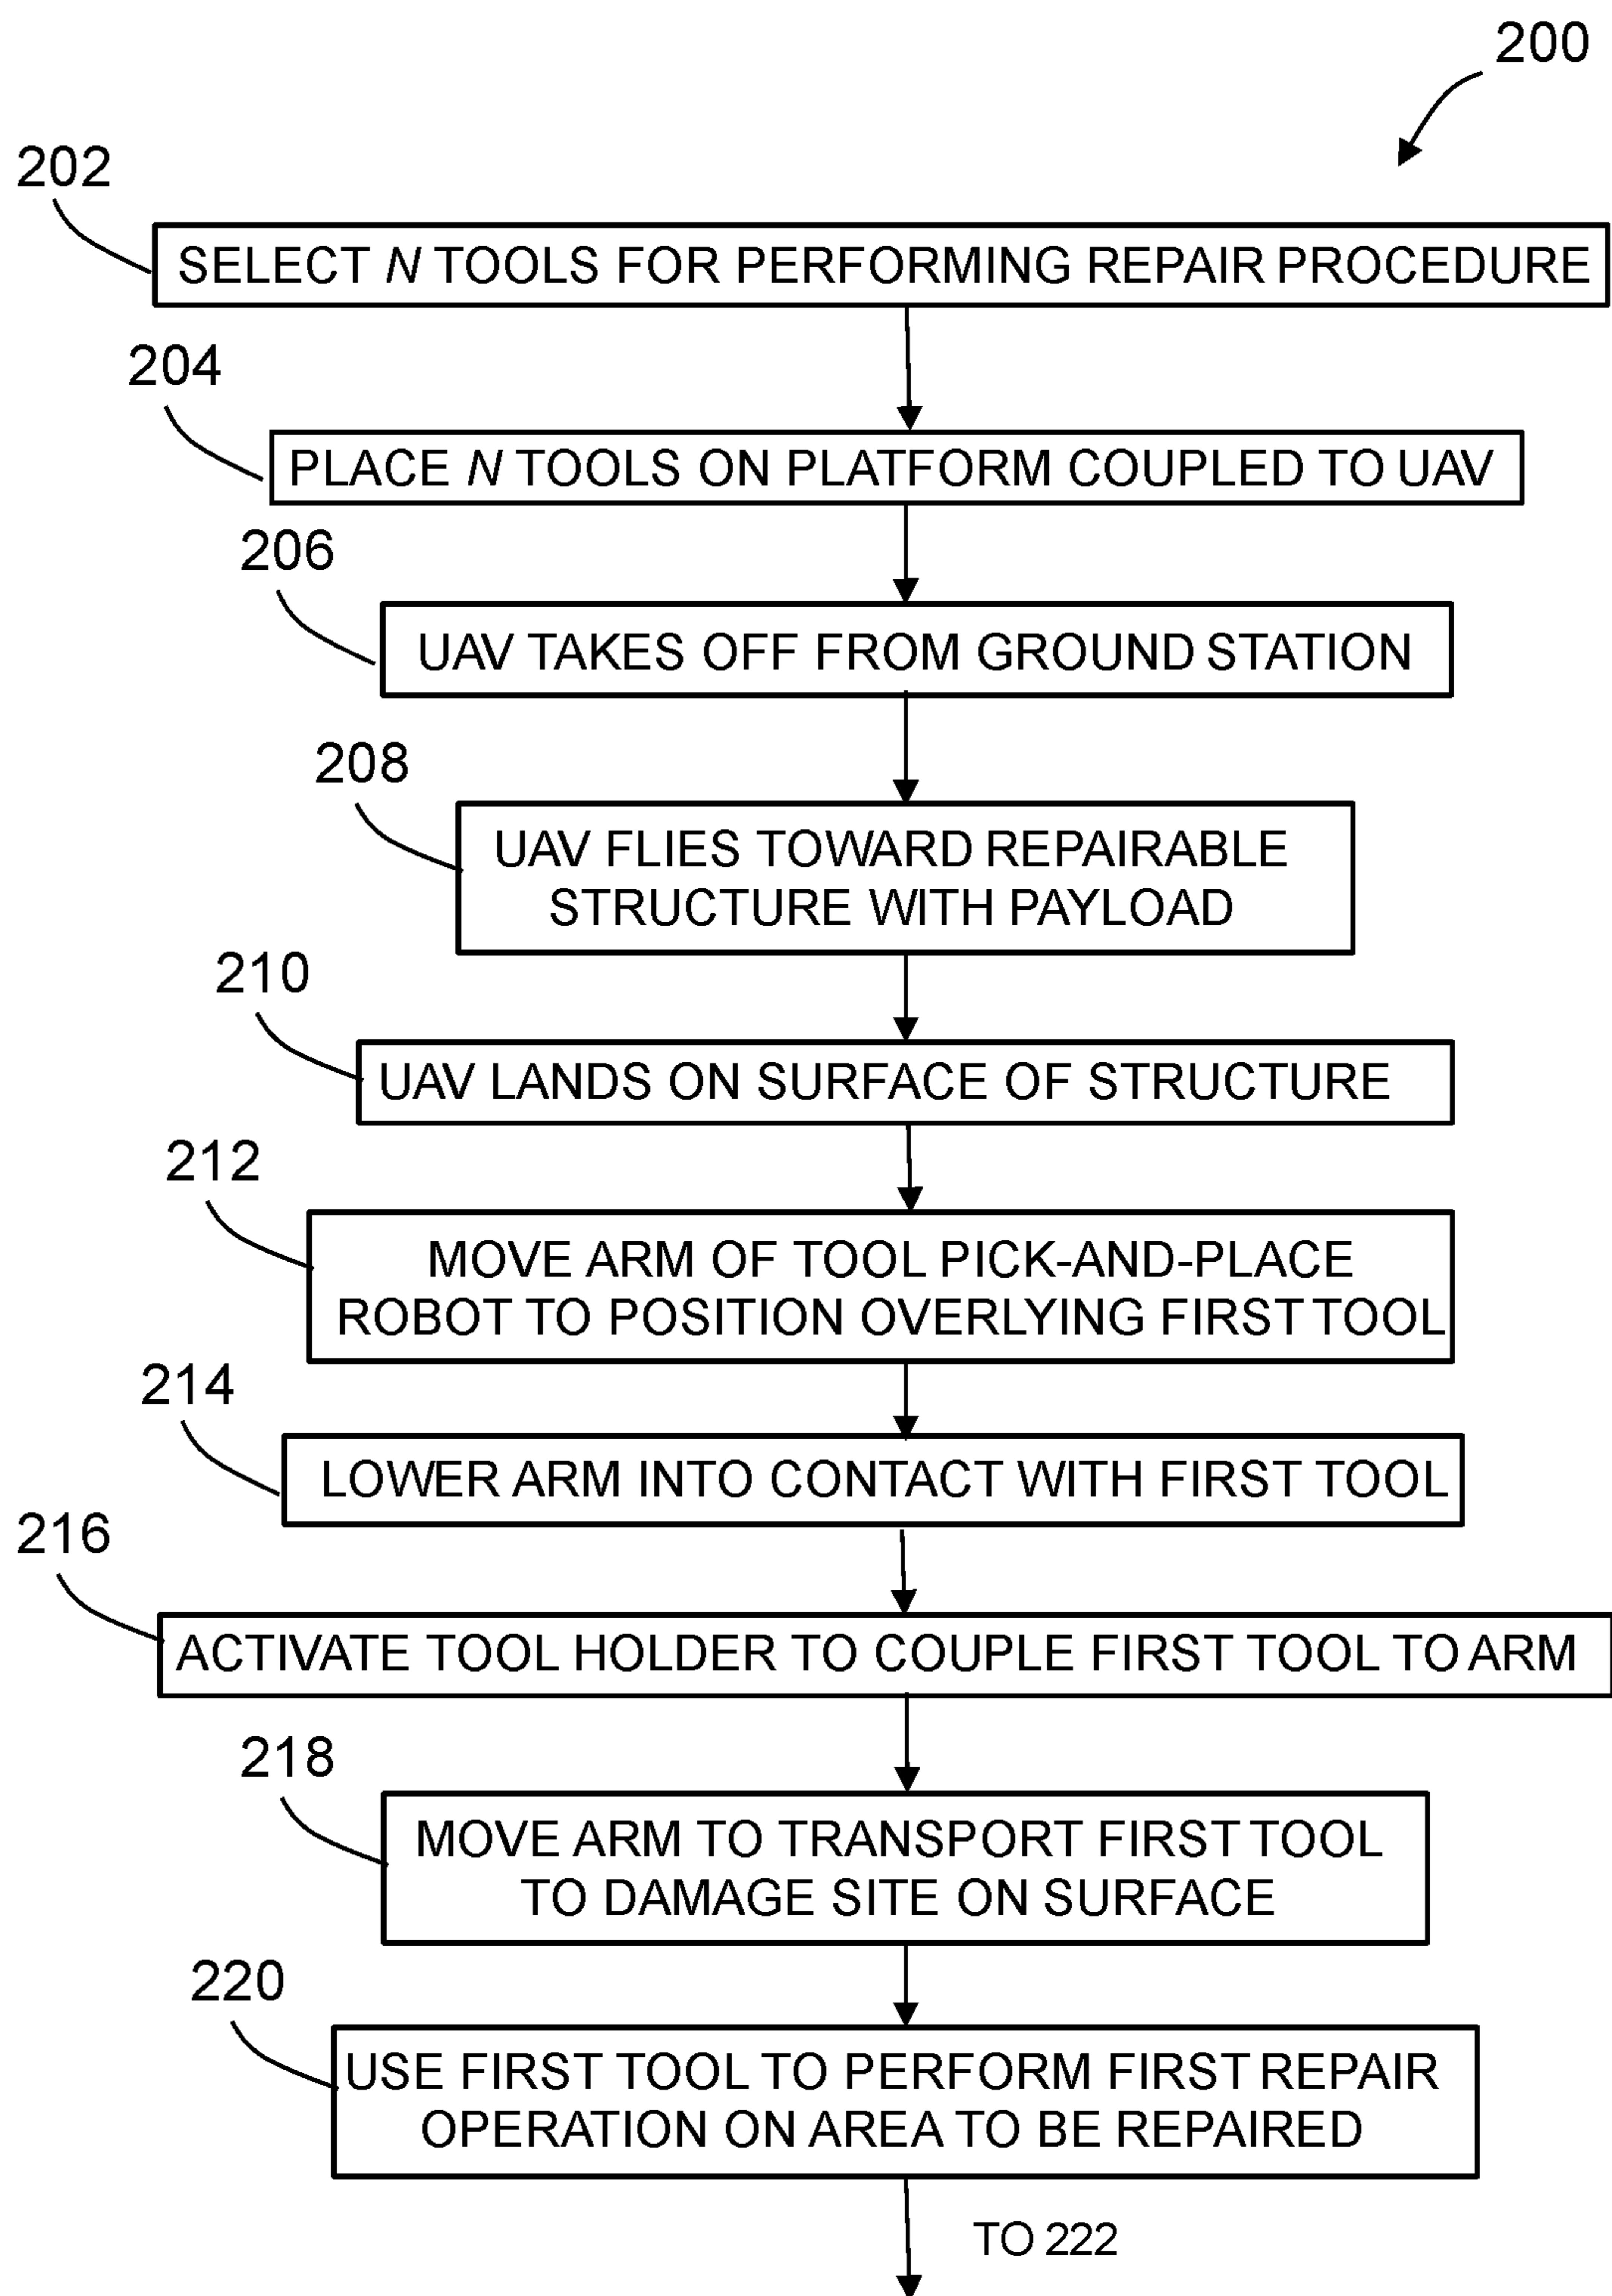 200
202
SELECT N TOOLS FOR PERFORMING REPAIR PROCEDURE
204
PLACE N TOOLS ON PLATFORM COUPLED TO UAV
206
UAV TAKES OFF FROM GROUND STATION
208
UAV FLIES TOWARD REPAIRABLE
STRUCTURE WITH PAYLOAD
210
UAV LANDS ON SURFACE OF STRUCTURE
212
MOVE ARM OF TOOL PICK-AND-PLACE
ROBOT TO POSITION OVERLYING FIRST TOOL
214
LOWER ARM INTO CONTACT WITH FIRST TOOL
216
ACTIVATE TOOL HOLDER TO COUPLE FIRST TOOL TO ARM
218
MOVE ARM TO TRANSPORT FIRST TOOL
TO DAMAGE SITE ON SURFACE
220
USE FIRST TOOL TO PERFORM FIRST REPAIR
OPERATION ON AREA TO BE REPAIRED
TO 222